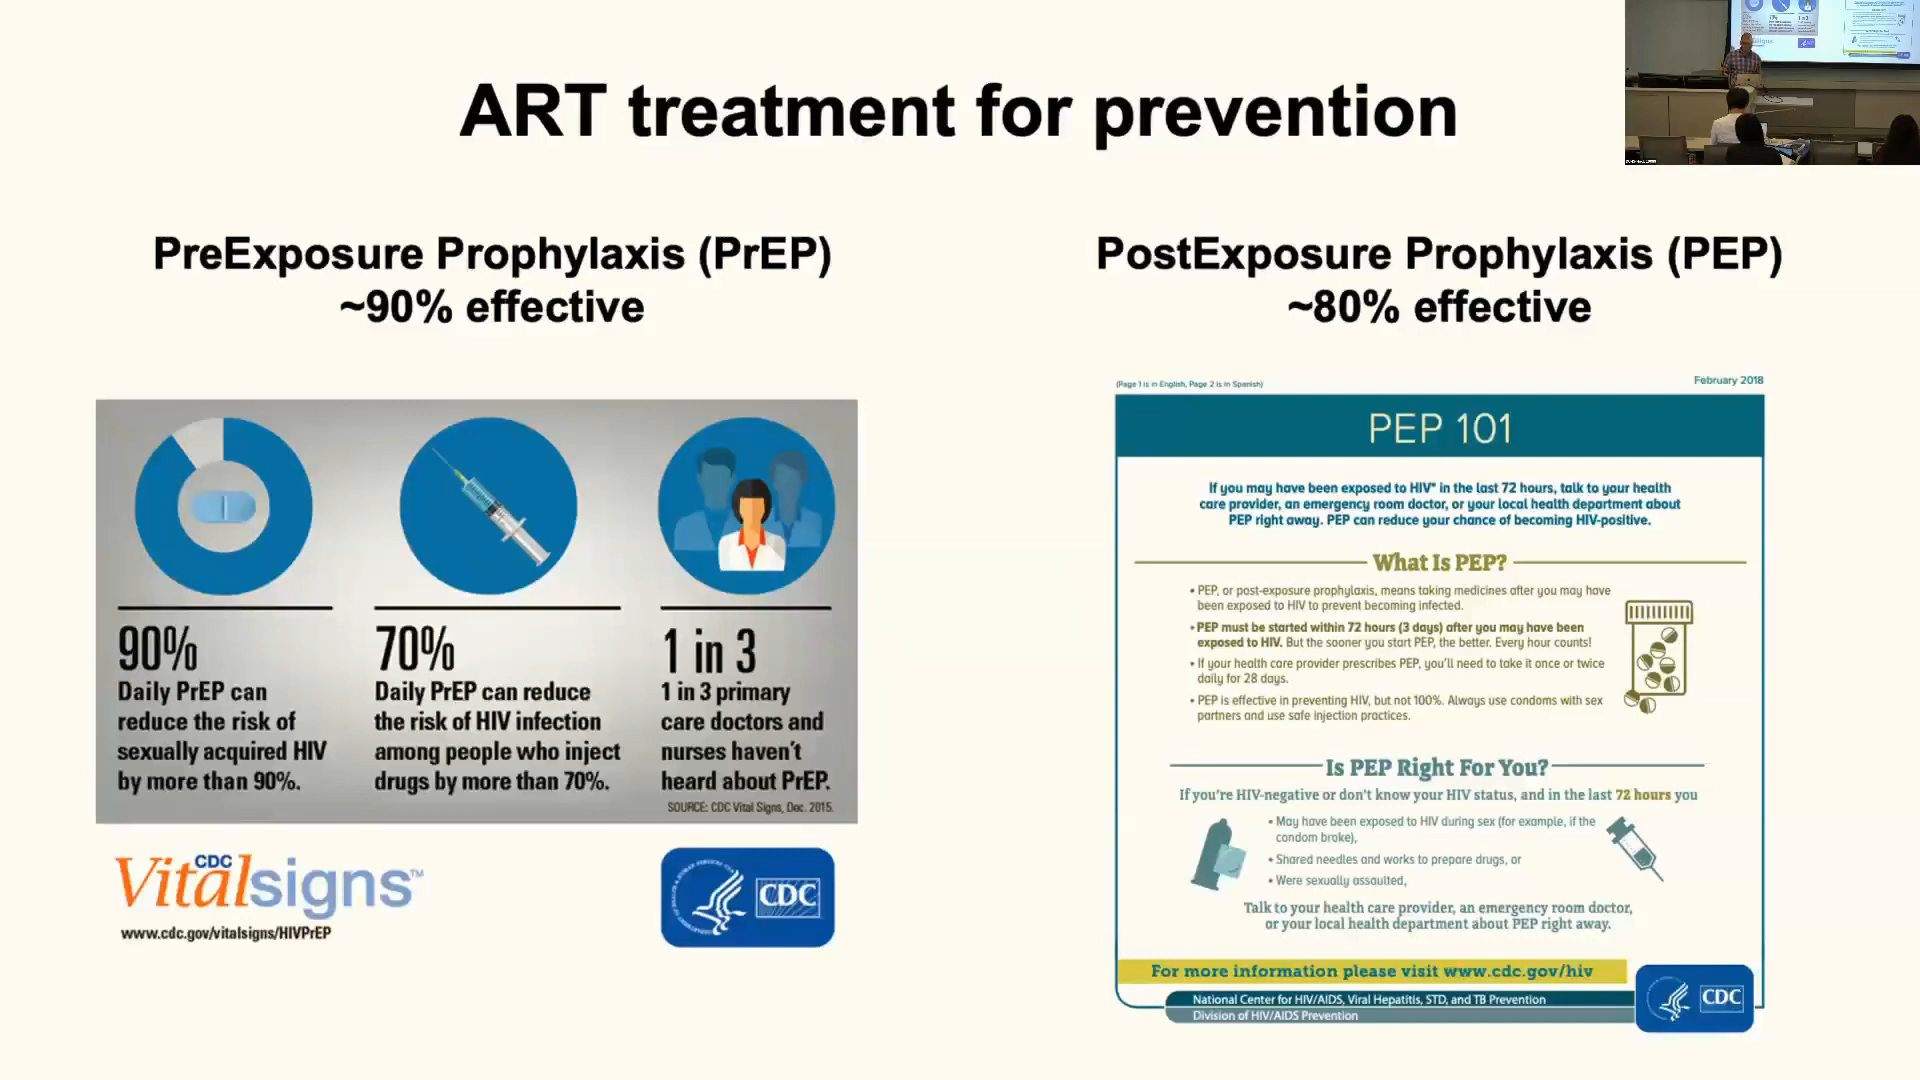 ART treatment for prevention
PreExposure Prophylaxis (PrEP)
~90% effective
90%
Daily PrEP can
reduce the risk of
sexually acquired HIV
by more than 90%.
70%
Daily PrEP can reduce
the risk of HIV infection
among people who inject
drugs by more than 70%.
1 in 3
1 in 3 primary
care doctors and
nurses haven't
heard about PrEP.
SOURCE: CDC Vital Signs, Dec. 2015.
CDC
Vitalsigns™
www.cdc.gov/vitalsigns/HIVPrEP
CDC
PostExposure Prophylaxis (PEP)
~80% effective
(Page 1 is in English, Page 2 is in Spanish)
February 2018
PEP 101
If you may have been exposed to HIV* in the last 72 hours, talk to your health
care provider, an emergency room doctor, or your local health department about
PEP right away. PEP can reduce your chance of becoming HIV-positive.
What Is PEP?
• PEP, or post-exposure prophylaxis, means taking medicines after you may have
been exposed to HIV to prevent becoming infected.
• PEP must be started within 72 hours (3 days) after you may have been
exposed to HIV. But the sooner you start PEP, the better. Every hour counts!
• If your health care provider prescribes PEP, you'll need to take it once or twice
daily for 28 days.
• PEP is effective in preventing HIV, but not 100%. Always use condoms with sex
partners and use safe injection practices.
Is PEP Right For You?
If you're HIV-negative or don't know your HIV status, and in the last 72 hours you
• May have been exposed to HIV during sex (for example, if the
condom broke),
• Shared needles and works to prepare drugs, or
• Were sexually assaulted,
Talk to your health care provider, an emergency room doctor,
or your local health department about PEP right away.
For more information please visit www.cdc.gov/hiv
National Center for HIV/AIDS, Viral Hepatitis, STD, and TB Prevention
Division of HIV/AIDS Prevention
CDC